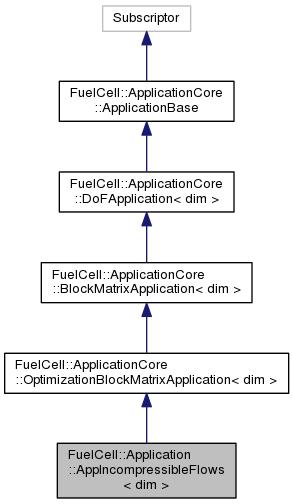 Subscriptor
FuelCell::ApplicationCore
::ApplicationBase
FuelCell::ApplicationCore
::DoFApplication< dim >
FuelCell::ApplicationCore
::BlockMatrixApplication< dim >
FuelCell::ApplicationCore
::OptimizationBlockMatrixApplication< dim >
FuelCell::Application
::AppIncompressibleFlows
< dim >